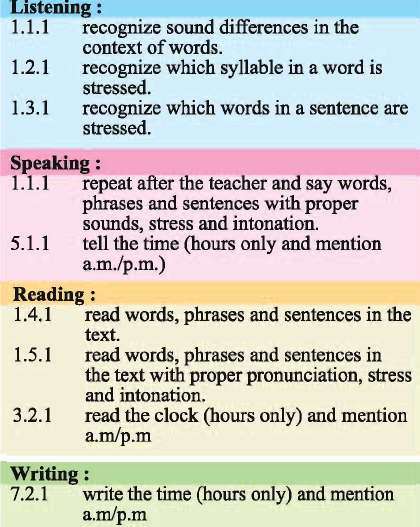 Listening :
1.1.1 recognize sound differences in the
context of words.
1.2.1 recognize which syllable in a word is
stressed.
1.3.1 recognize which words in a sentence are
stressed.
Speaking :
1.1.1 repeat after the teacher and say words,
phrases and sentences with proper
sounds, stress and intonation.
5.1.1 tell the time (hours only and mention
a.m./p.m.)
Reading :
1.4.1 read words, phrases and sentences in the
text.
1.5.1 read words, phrases and sentences in
the text with proper pronunciation, stress
and intonation.
3.2.1 read the clock (hours only) and mention
a.m/p.m
Writing :
7.2.1 write the time (hours only) and mention
a.m/p.m